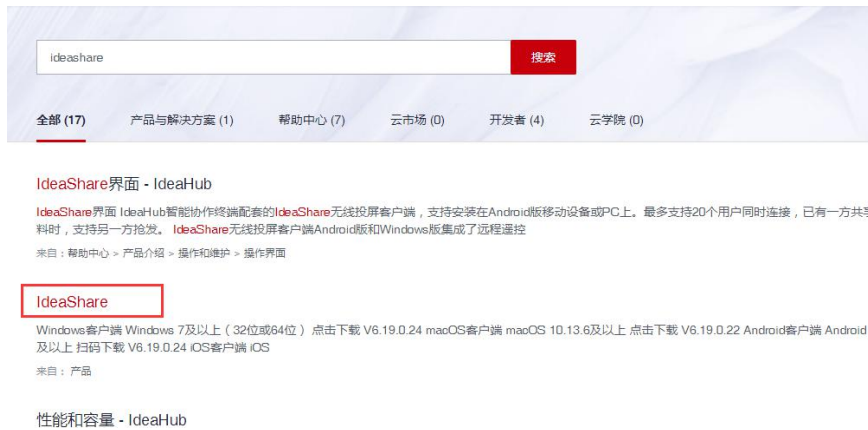 ideashare
搜索
全部 (17) 产品与解决方案 (1) 帮助中心 (7) 云市场 (0) 开发者 (4) 云学院 (0)
IdeaShare界面 - IdeaHub
IdeaShare界面 IdeaHub智能协作终端配套的IdeaShare无线投屏客户端，支持安装在Android版移动设备或PC上。最多支持20个用户同时连接，已有一方共享
料时，支持另一方抢发。 IdeaShare无线投屏客户端Android版和Windows版集成了远程遥控
来自：帮助中心 > 产品介绍 > 操作和维护 > 操作界面
IdeaShare
Windows客户端 Windows 7及以上（32位或64位） 点击下载 V6.19.0.24 macOS客户端 macOS 10.13.6及以上 点击下载 V6.19.0.22 Android客户端 Android
及以上 扫码下载 V6.19.0.24 iOS客户端 iOS
来自： 产品
性能和容量 - IdeaHub